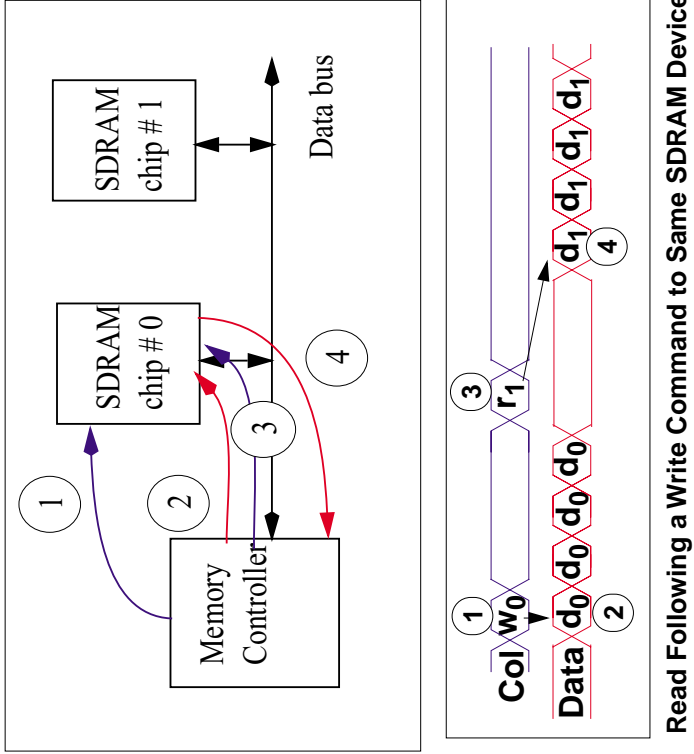 SDRAM
chip # 0
SDRAM
chip # 1
Memory
Controller
Data bus
1
2
3
4
1
3
Col w0 r1
Data d0 d0 d0 d0 d1 d1 d1 d1
2
4
Read Following a Write Command to Same SDRAM Device